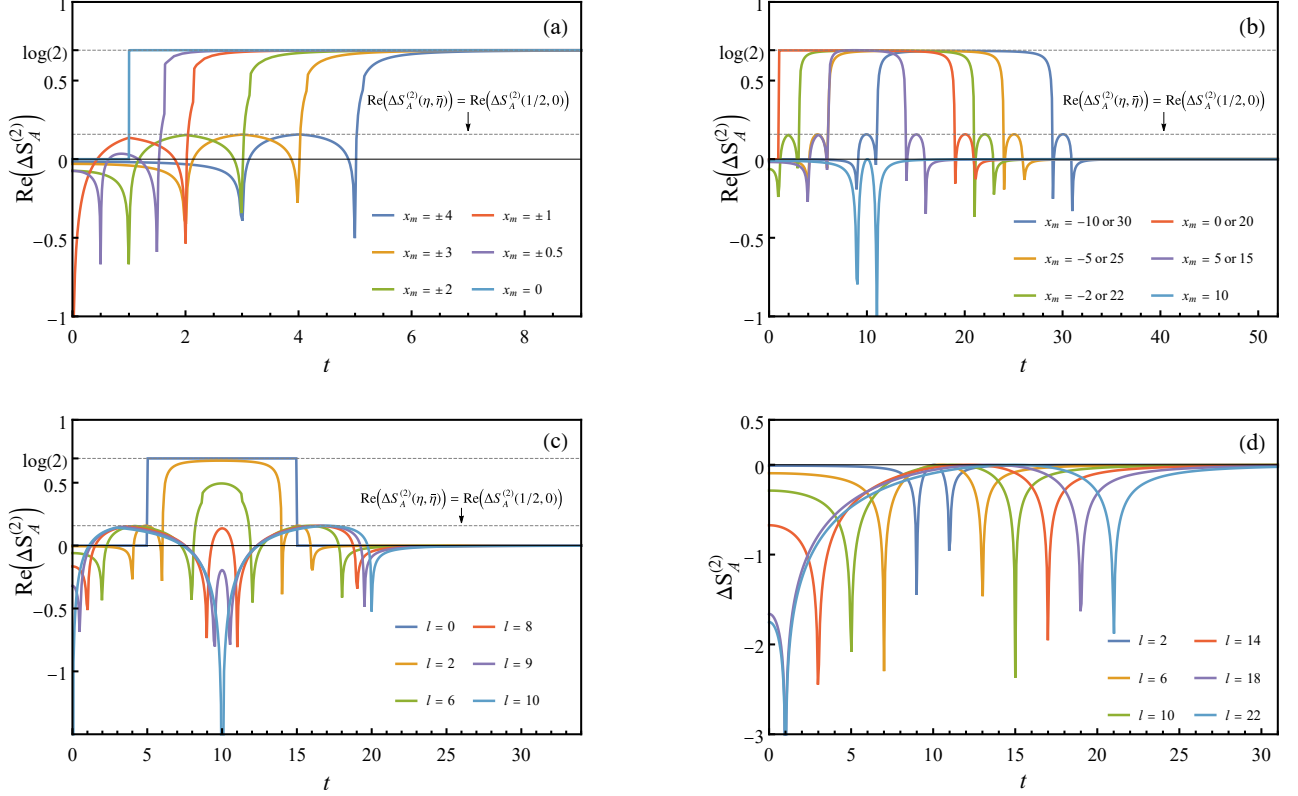 (a)
Re(ΔS_A^{(2)})
1
log(2)
0.5
0
−0.5
−1
Re(ΔS_A^{(2)}(η, η̄)) = Re(ΔS_A^{(2)}(1/2, 0))
x_m = ±4
x_m = ±1
x_m = ±3
x_m = ±0.5
x_m = ±2
x_m = 0
0 2 4 6 8
t
(b)
Re(ΔS_A^{(2)})
1
log(2)
0.5
0
−0.5
−1
Re(ΔS_A^{(2)}(η, η̄)) = Re(ΔS_A^{(2)}(1/2, 0))
x_m = −10 or 30
x_m = 0 or 20
x_m = −5 or 25
x_m = 5 or 15
x_m = −2 or 22
x_m = 10
0 10 20 30 40 50
t
(c)
Re(ΔS_A^{(2)})
1
log(2)
0.5
0
−0.5
−1
Re(ΔS_A^{(2)}(η, η̄)) = Re(ΔS_A^{(2)}(1/2, 0))
l = 0
l = 8
l = 2
l = 9
l = 6
l = 10
0 5 10 15 20 25 30
t
(d)
ΔS_A^{(2)}
0.5
0
−1
−2
−3
l = 2
l = 14
l = 6
l = 18
l = 10
l = 22
0 5 10 15 20 25 30
t